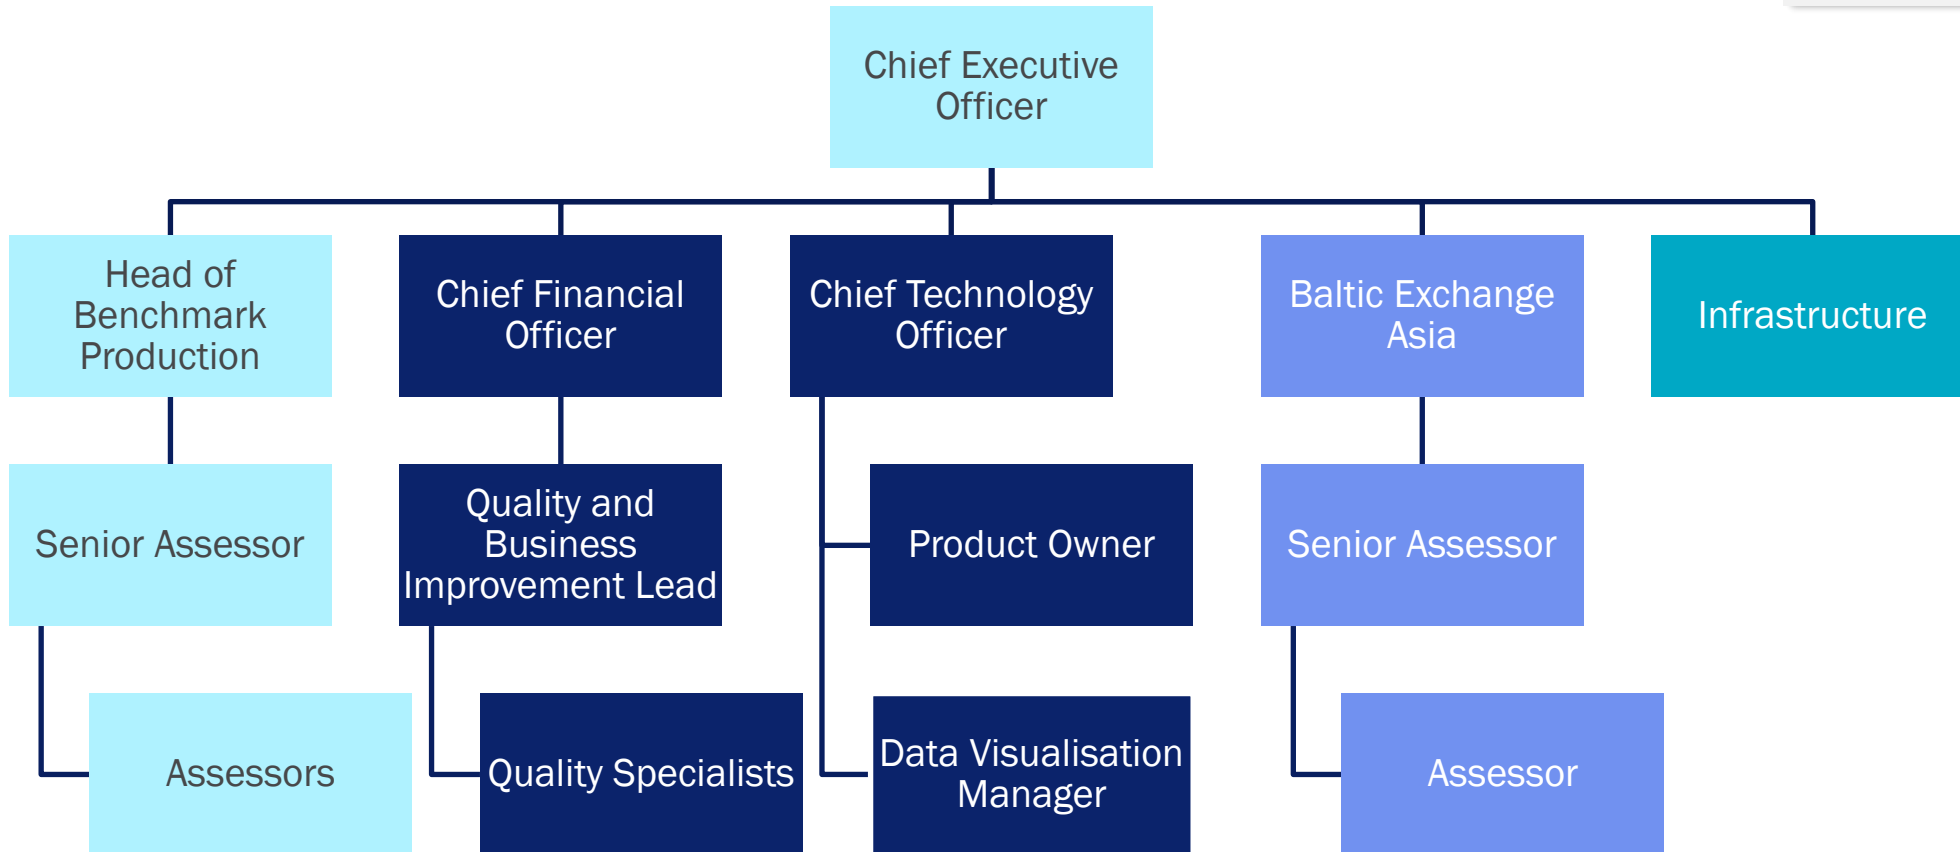 Chief Executive
Officer
Head of
Benchmark
Production
Chief Financial
Officer
Chief Technology
Officer
Baltic Exchange
Asia
Infrastructure
Senior Assessor
Quality and
Business
Improvement Lead
Product Owner
Senior Assessor
Assessors
Quality Specialists
Data Visualisation
Manager
Assessor